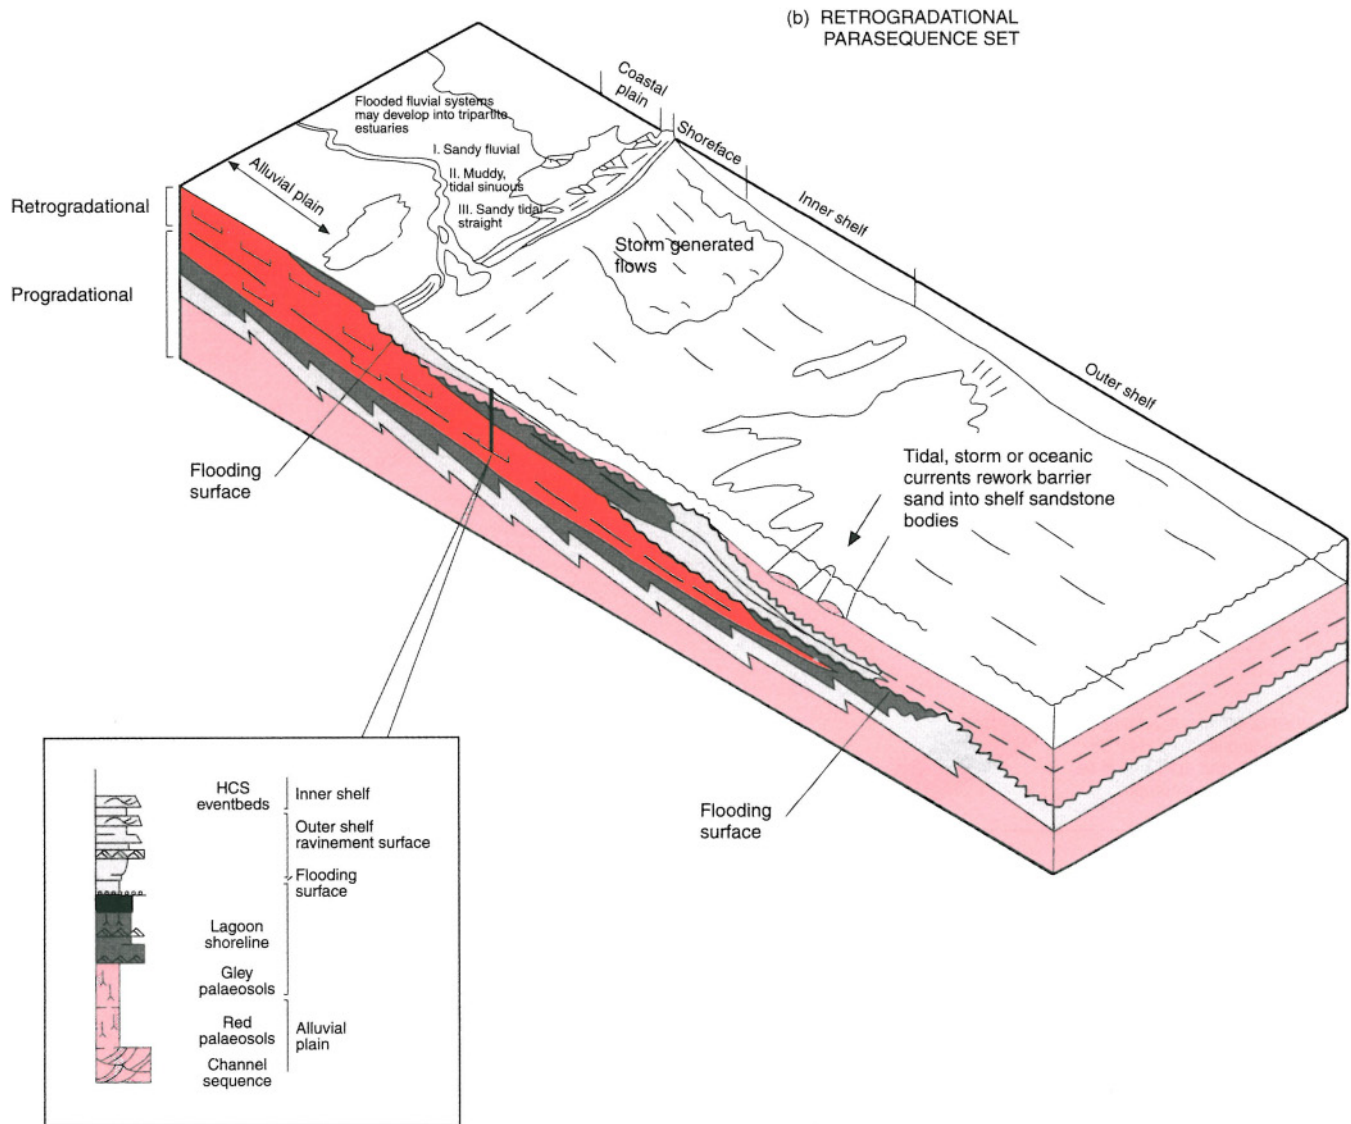 (b) RETROGRADATIONAL
PARASEQUENCE SET
Coastal
plain
Shoreface
Inner shelf
Outer shelf
Flooded fluvial systems
may develop into tripartite
estuaries
I. Sandy fluvial
II. Muddy,
tidal sinuous
III. Sandy tidal
straight
Alluvial plain
Retrogradational
Progradational
Storm generated
flows
Tidal, storm or oceanic
currents rework barrier
sand into shelf sandstone
bodies
Flooding
surface
Flooding
surface
HCS
eventbeds
Inner shelf
Outer shelf
ravinement surface
Flooding
surface
Lagoon
shoreline
Gley
palaeosols
Red
palaeosols
Alluvial
plain
Channel
sequence